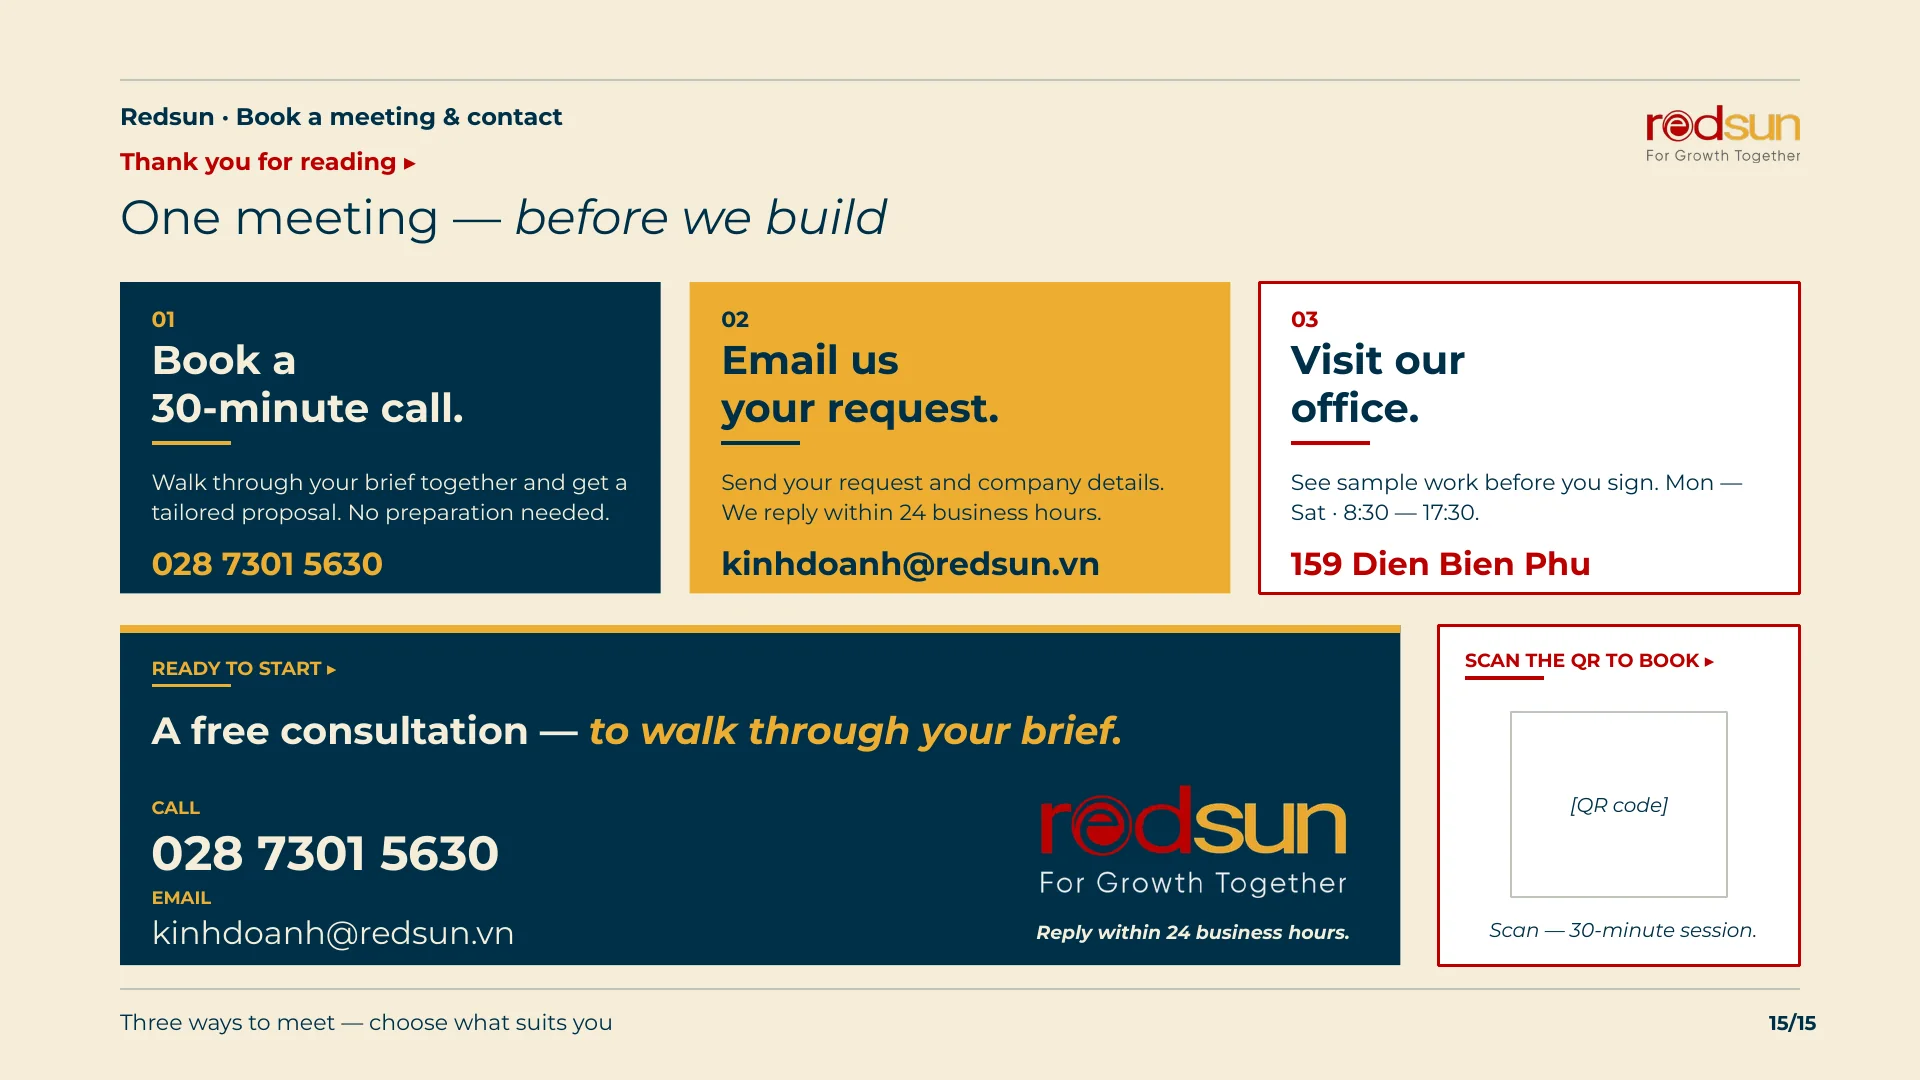 Redsun · Book a meeting & contact
redsun
For Growth Together
Thank you for reading ▸
One meeting — before we build
01
Book a
30-minute call.
Walk through your brief together and get a
tailored proposal. No preparation needed.
028 7301 5630
02
Email us
your request.
Send your request and company details.
We reply within 24 business hours.
kinhdoanh@redsun.vn
03
Visit our
office.
See sample work before you sign. Mon —
Sat · 8:30 — 17:30.
159 Dien Bien Phu
READY TO START ▸
A free consultation — to walk through your brief.
CALL
028 7301 5630
EMAIL
kinhdoanh@redsun.vn
redsun
For Growth Together
Reply within 24 business hours.
SCAN THE QR TO BOOK ▸
[QR code]
Scan — 30-minute session.
Three ways to meet — choose what suits you
15/15